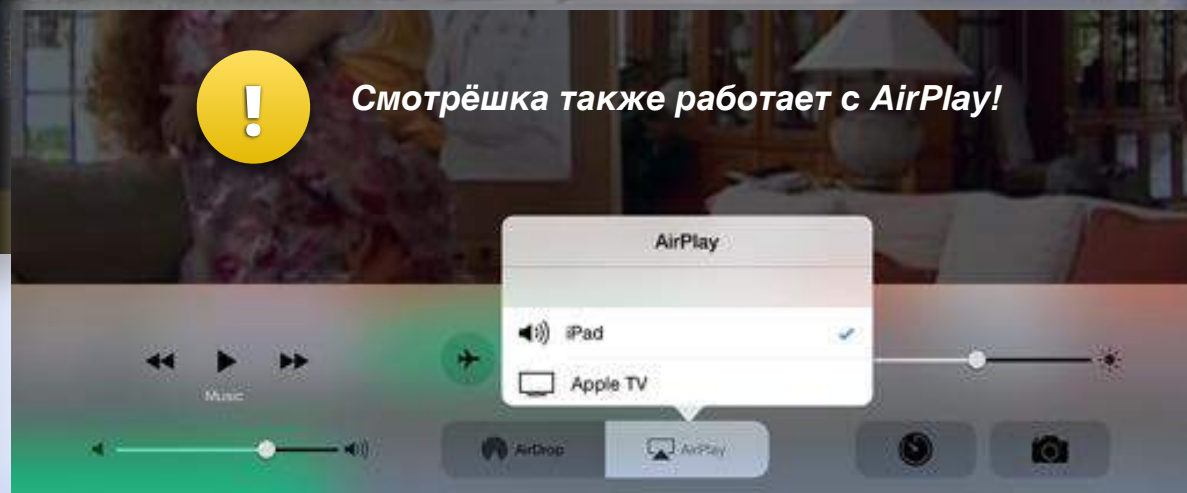 !
Смотрёшка также работает с AirPlay!
AirPlay
iPad
Apple TV
Music
AirDrop
AirPlay